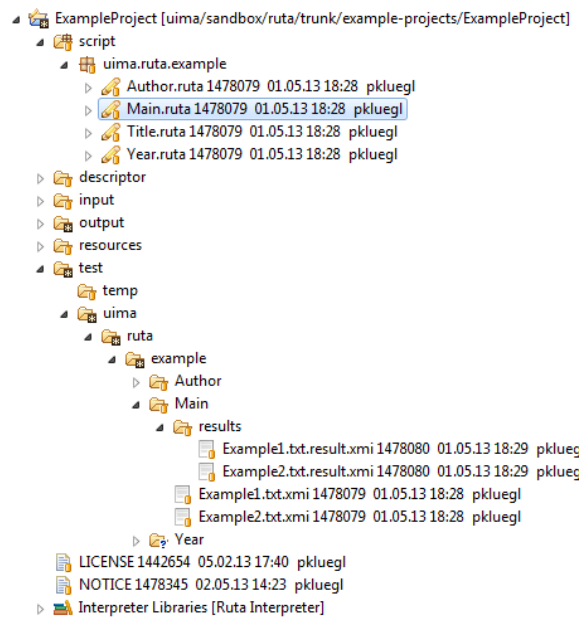 ExampleProject [uima/sandbox/ruta/trunk/example-projects/ExampleProject]
script
uima.ruta.example
Author.ruta 1478079 01.05.13 18:28 pkluegl
Main.ruta 1478079 01.05.13 18:28 pkluegl
Title.ruta 1478079 01.05.13 18:28 pkluegl
Year.ruta 1478079 01.05.13 18:28 pkluegl
descriptor
input
output
resources
test
temp
uima
ruta
example
Author
Main
results
Example1.txt.result.xmi 1478080 01.05.13 18:29 pklueg
Example2.txt.result.xmi 1478080 01.05.13 18:29 pklueg
Example1.txt.xmi 1478079 01.05.13 18:28 pkluegl
Example2.txt.xmi 1478079 01.05.13 18:28 pkluegl
Year
LICENSE 1442654 05.02.13 17:40 pkluegl
NOTICE 1478345 02.05.13 14:23 pkluegl
Interpreter Libraries [Ruta Interpreter]